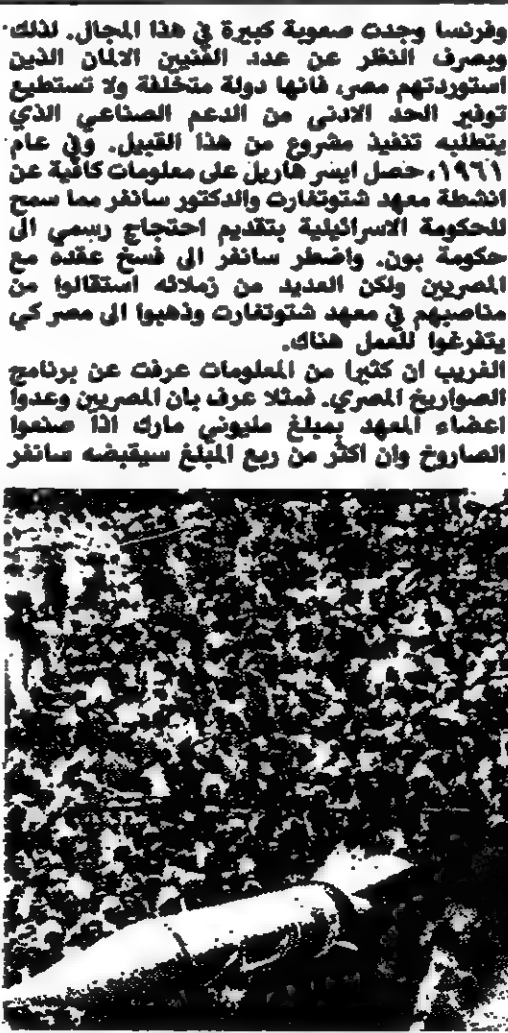 وفرنسا وجدت صعوبة كبيرة في هذا المجال. لذلك
وبصرف النظر عن عدد الفنيين الالمان الذين
استوردتهم مصر، فانها دولة متخلفة ولا تستطيع
توفير الحد الادنى من الدعم الصناعي الذي
يتطلبه تنفيذ مشروع من هذا القبيل. وفي عام
١٩٦١، حصل ايسر هاريل على معلومات كافية عن
انشطة معهد شتوتغارت والدكتور سانفر مما سمح
للحكومة الاسرائيلية بتقديم احتجاج رسمي الى
حكومة بون. واضطر سانفر الى فسخ عقده مع
المصريين ولكن العديد من زملائه استقالوا من
مناصبهم في معهد شتوتغارت وذهبوا الى مصر كي
يتفرغوا للعمل هناك.
الغريب ان كثيرا من المعلومات عرفت عن برنامج
الصواريخ المصري. فمثلا عرف بان المصريين وعدوا
اعضاء المعهد بمبلغ مليوني مارك اذا صنعوا
الصاروخ وان اكثر من ربع المبلغ سيقبضه سانفر